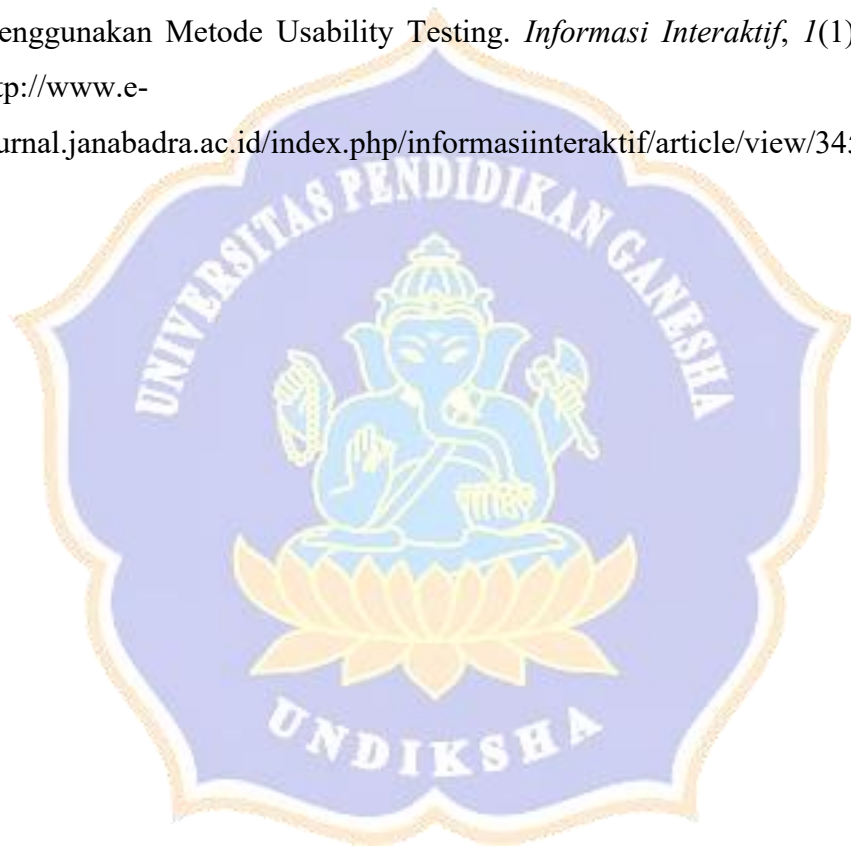 enggunakan Metode Usability Testing. Informasi Interaktif, 1(1)
tp://www.e-
urnal.janabadra.ac.id/index.php/informasiinteraktif/article/view/345
UNIVERSITAS PENDIDIKAN GANESHA
UNDIKSHA